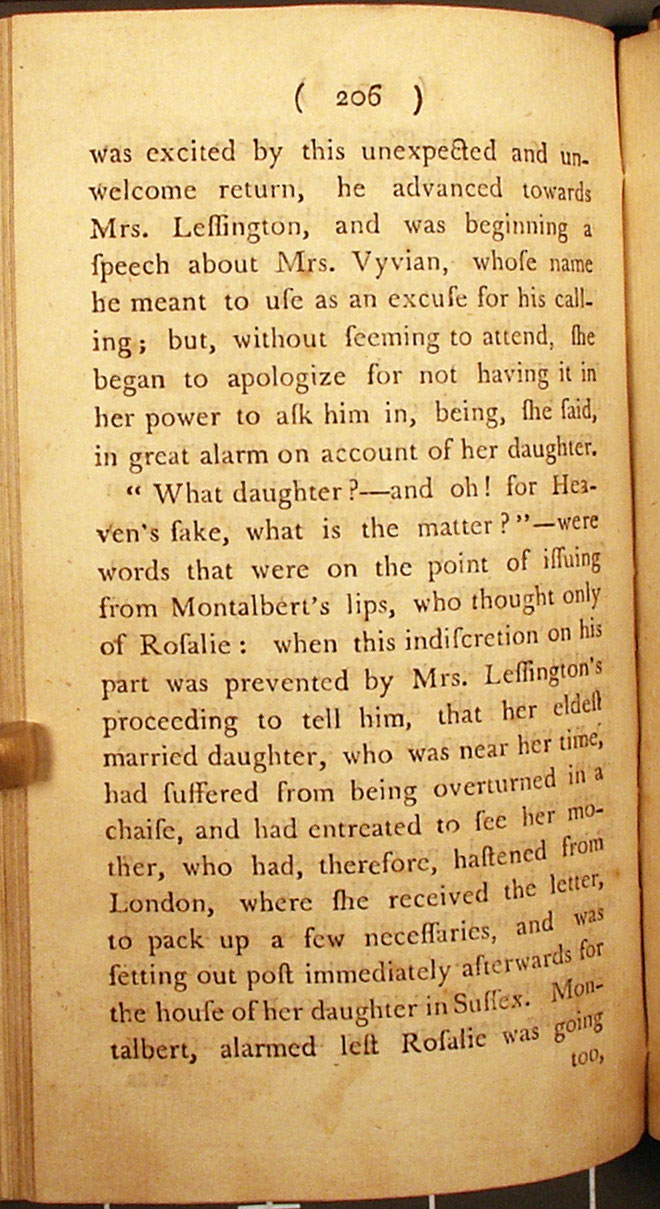 ( 206 )
was excited by this unexpected and un-
welcome return, he advanced towards
Mrs. Leſſington, and was beginning a
ſpeech about Mrs. Vyvian, whoſe name
he meant to uſe as an excuſe for his call-
ing; but, without ſeeming to attend, ſhe
began to apologize for not having it in
her power to aſk him in, being, ſhe ſaid,
in great alarm on account of her daughter.
“ What daughter?—and oh! for Hea-
ven's ſake, what is the matter?”—were
words that were on the point of iſſuing
from Montalbert's lips, who thought only
of Roſalie: when this indiſcretion on his
part was prevented by Mrs. Leſſington's
proceeding to tell him, that her eldeſt
married daughter, who was near her time,
had ſuffered from being overturned in a
chaiſe, and had entreated to ſee her mo-
ther, who had, therefore, haſtened from
London, where ſhe received the letter,
to pack up a few neceſſaries, and was
ſetting out poſt immediately afterwards for
the houſe of her daughter in Suſſex. Mon-
talbert, alarmed leſt Roſalie was going
too,